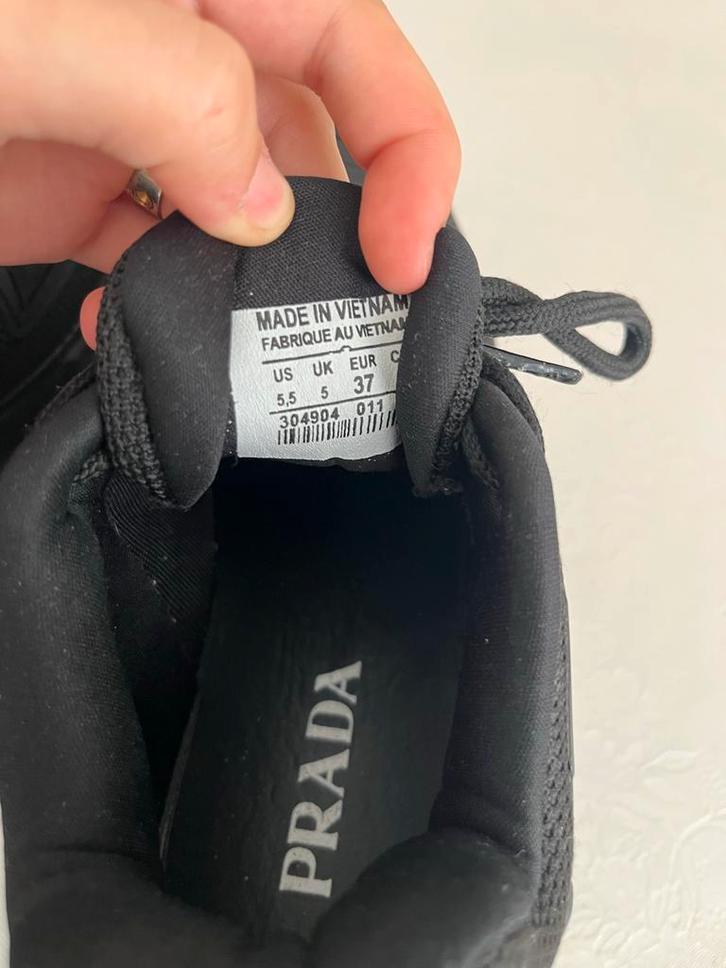 MADE IN VIETNAM
FABRIQUE AU VIETNAM
US UK EUR
5,5 5 37
304904 011
PRADA